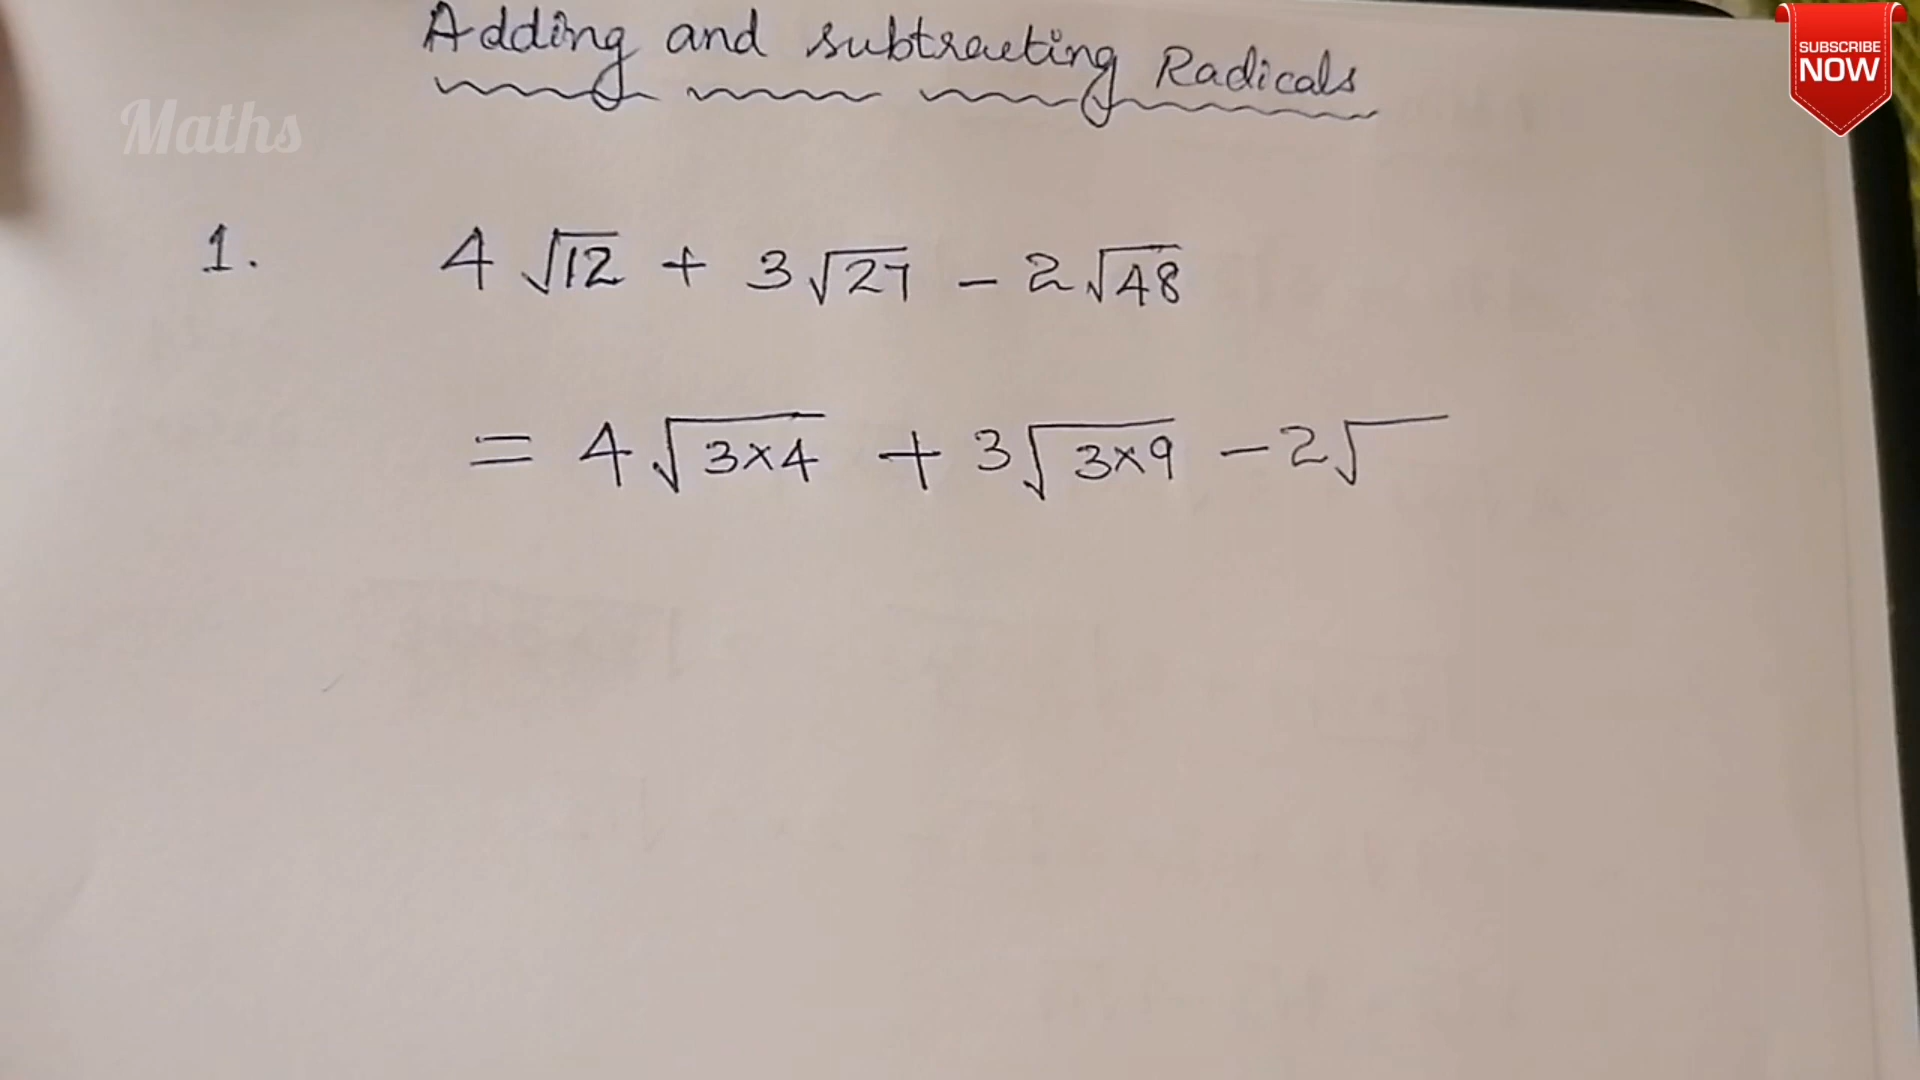 Adding and subtracting Radicals
SUBSCRIBE
NOW
Maths
1. 4√12 + 3√27 - 2√48
= 4√3×4 + 3√3×9 - 2√